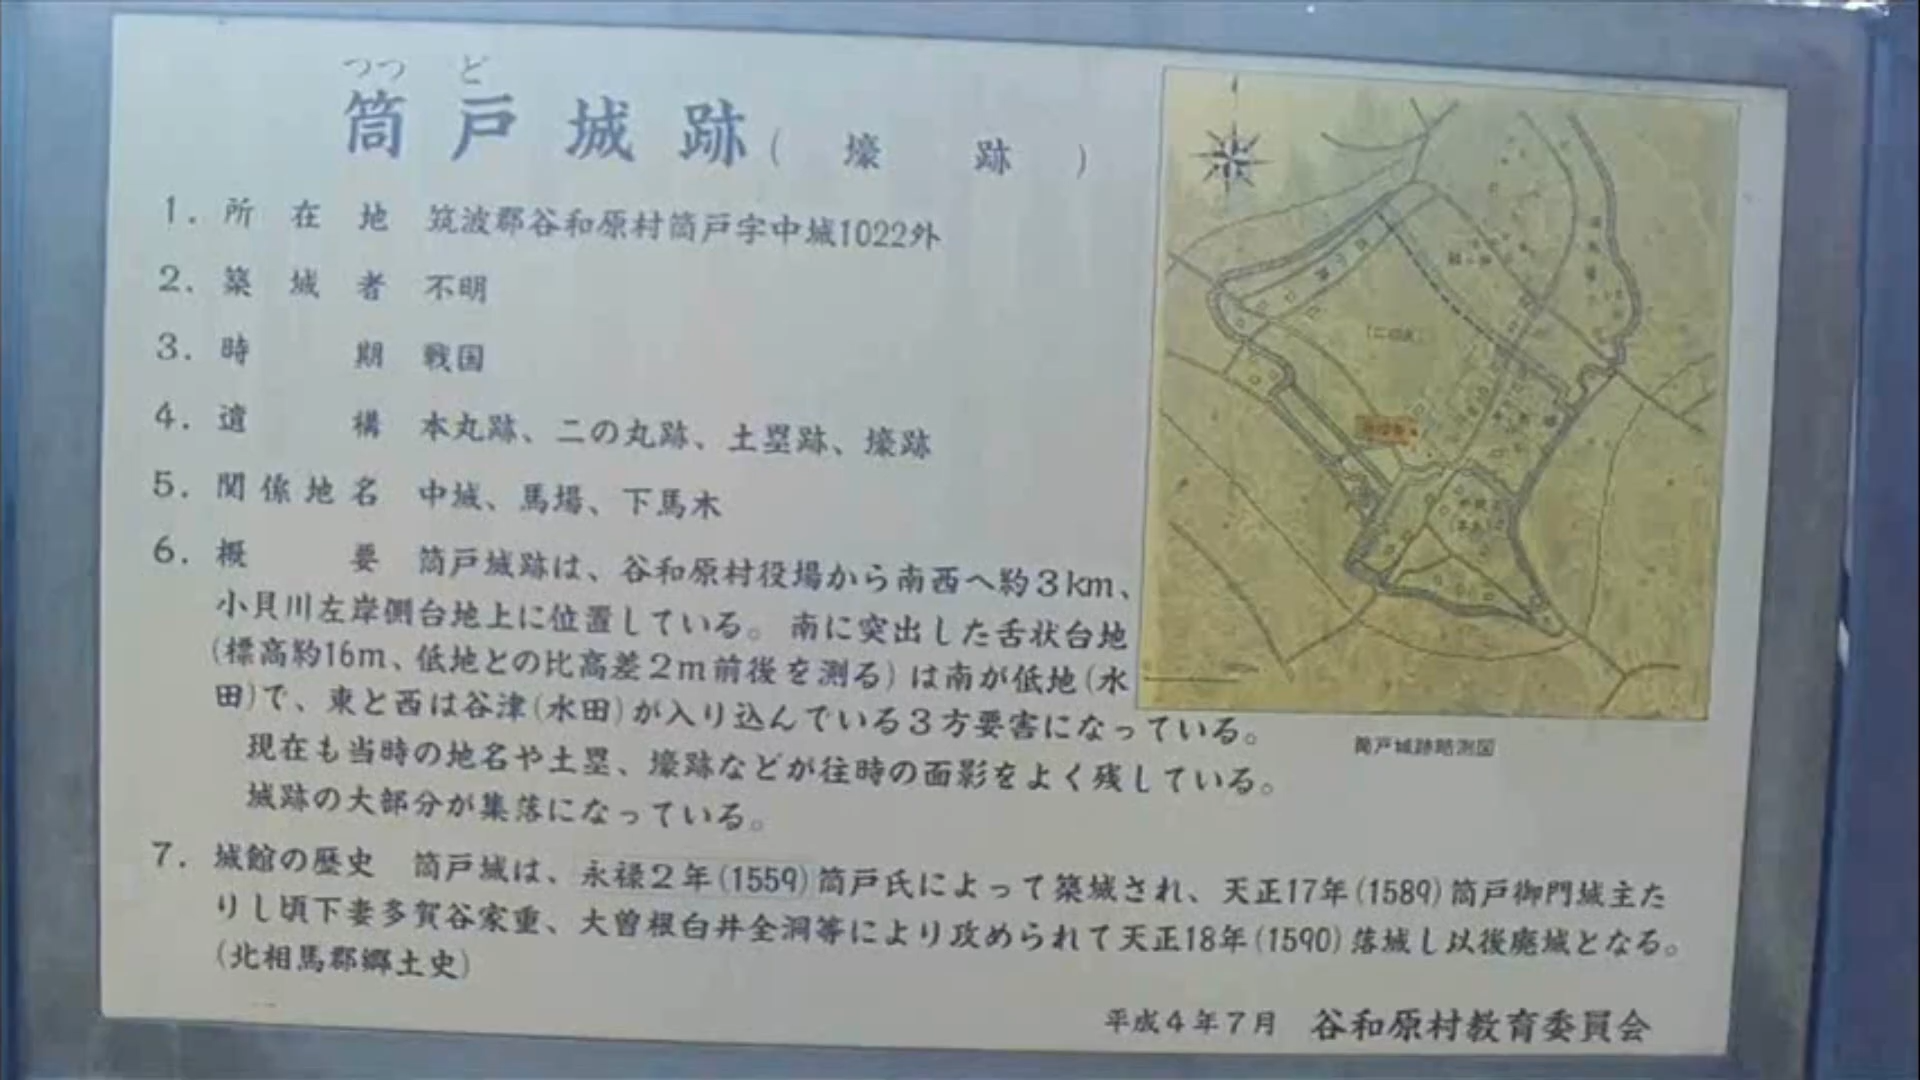 つつ ど
筒戸城跡(壕跡)
1. 所在地 筑波郡谷和原村筒戸字中城1022外
2. 築城者 不明
3. 時期 戦国
4. 遺構 本丸跡、二の丸跡、土塁跡、壕跡
5. 関係地名 中城、馬場、下馬木
6. 概要 筒戸城跡は、谷和原村役場から南西へ約3km、
小貝川左岸側台地上に位置している。南に突出した舌状台地
(標高約16m、低地との比高差2m前後を測る)は南が低地(水
田)で、東と西は谷津(水田)が入り込んでいる3方要害になっている。
現在も当時の地名や土塁、壕跡などが往時の面影をよく残している。
城跡の大部分が集落になっている。
7. 城館の歴史 筒戸城は、永禄2年(1559)筒戸氏によって築城され、天正17年(1589)筒戸御門城主た
りし頃下妻多賀谷家重、大曽根白井全洞等により攻められて天正18年(1590)落城し以後廃城となる。
(北相馬郡郷土史)
筒戸城跡略測図
平成4年7月 谷和原村教育委員会